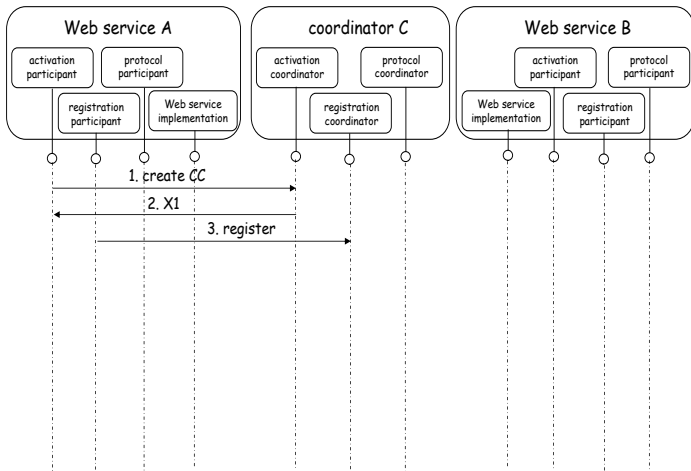 Web service A
coordinator C
Web service B
activation
participant
protocol
participant
activation
coordinator
protocol
coordinator
activation
participant
protocol
participant
registration
participant
Web service
implementation
registration
coordinator
Web service
implementation
registration
participant
1. create CC
2. X1
3. register